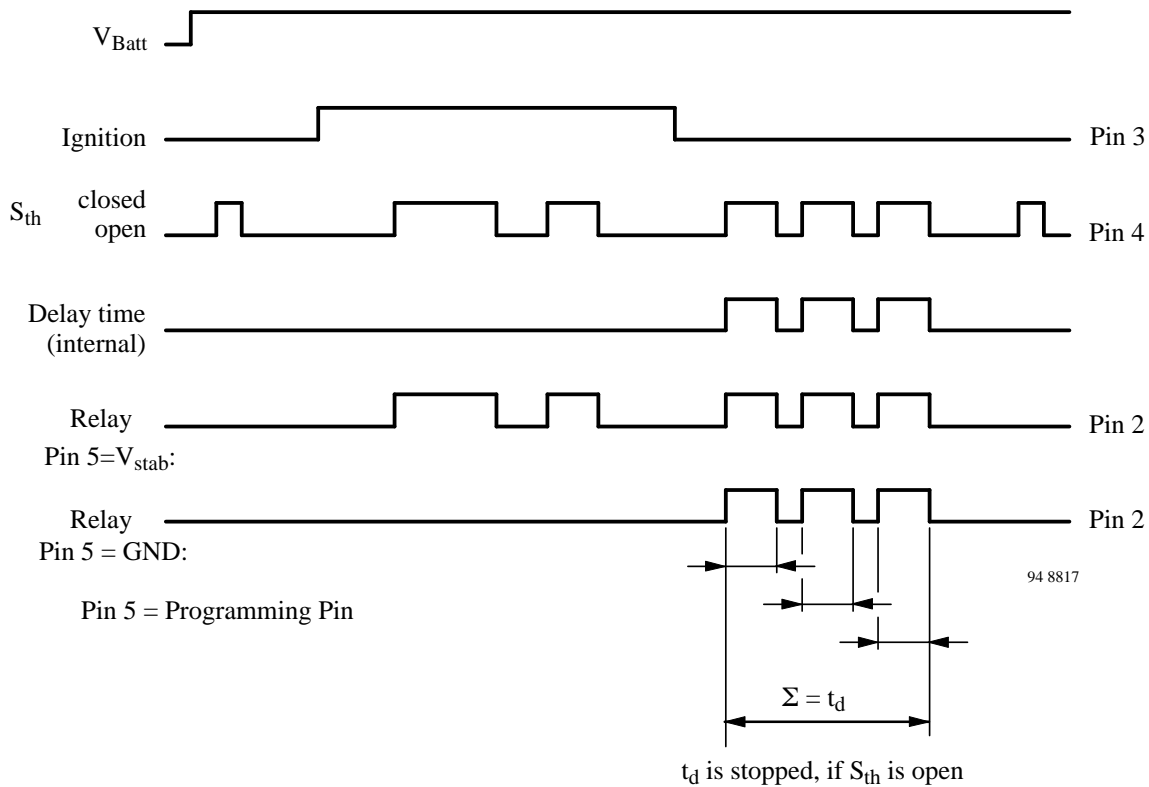 V_Batt
Ignition
Pin 3
S_th
closed
open
Pin 4
Delay time
(internal)
Relay
Pin 2
Pin 5=V_stab:
Relay
Pin 2
Pin 5 = GND:
94 8817
Pin 5 = Programming Pin
Σ = t_d
t_d is stopped, if S_th is open